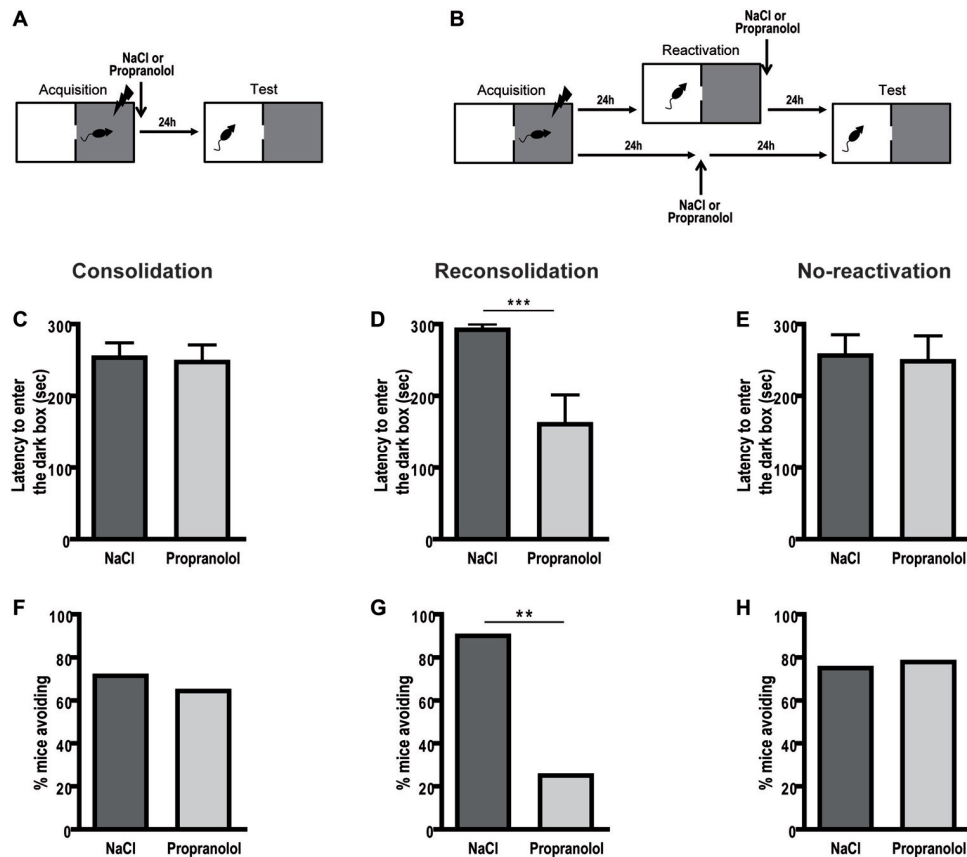 A
NaCl or
Propranolol
Acquisition
24h
Test
B
NaCl or
Propranolol
Reactivation
Acquisition
24h
24h
Test
24h
24h
NaCl or
Propranolol
Consolidation
Reconsolidation
No-reactivation
C
Latency to enter
the dark box (sec)
300
200
100
0
NaCl
Propranolol
D
***
Latency to enter
the dark box (sec)
300
200
100
0
NaCl
Propranolol
E
Latency to enter
the dark box (sec)
300
200
100
0
NaCl
Propranolol
F
% mice avoiding
100
80
60
40
20
0
NaCl
Propranolol
G
**
% mice avoiding
100
80
60
40
20
0
NaCl
Propranolol
H
% mice avoiding
100
80
60
40
20
0
NaCl
Propranolol